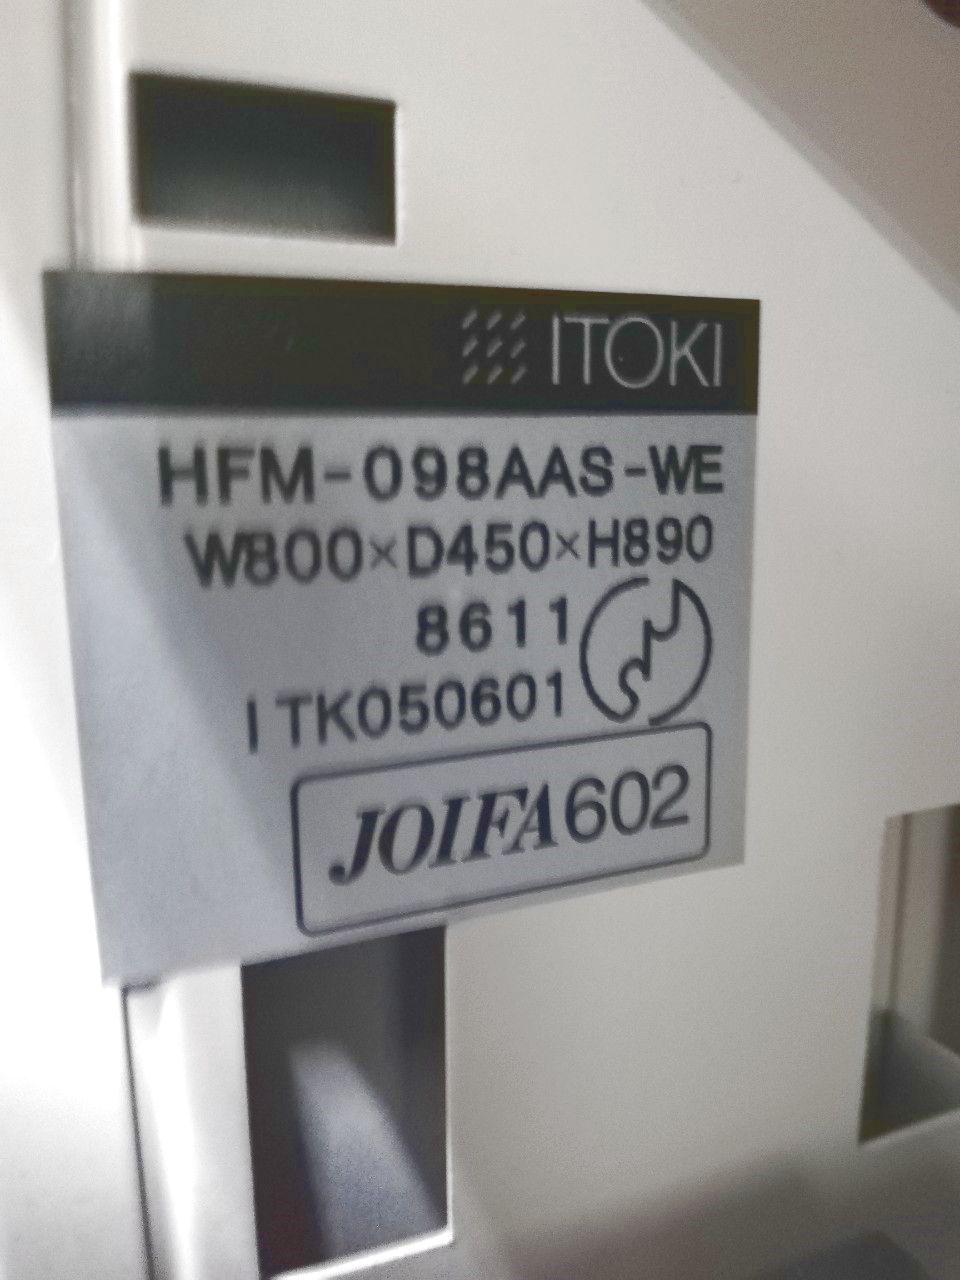 ITOKI
HFM-098AAS-WE
W800×D450×H890
8611
ITK050601
JOIFA602